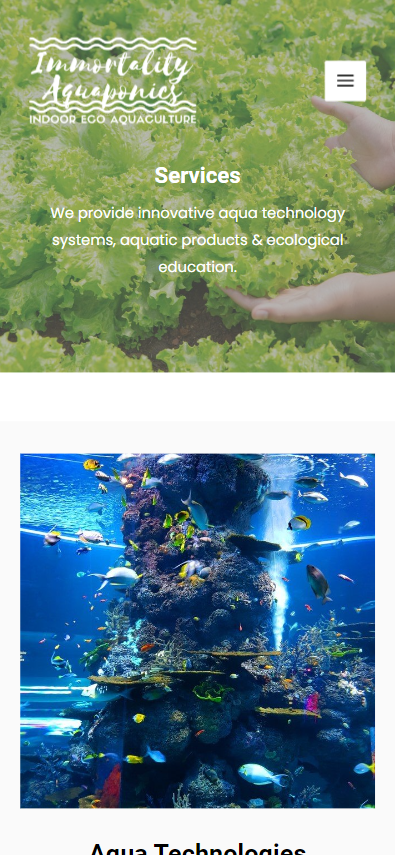 Immortality
Aquaponics
INDOOR ECO AQUACULTURE
Services
We provide innovative aqua technology
systems, aquatic products & ecological
education.
Aqua Technologies